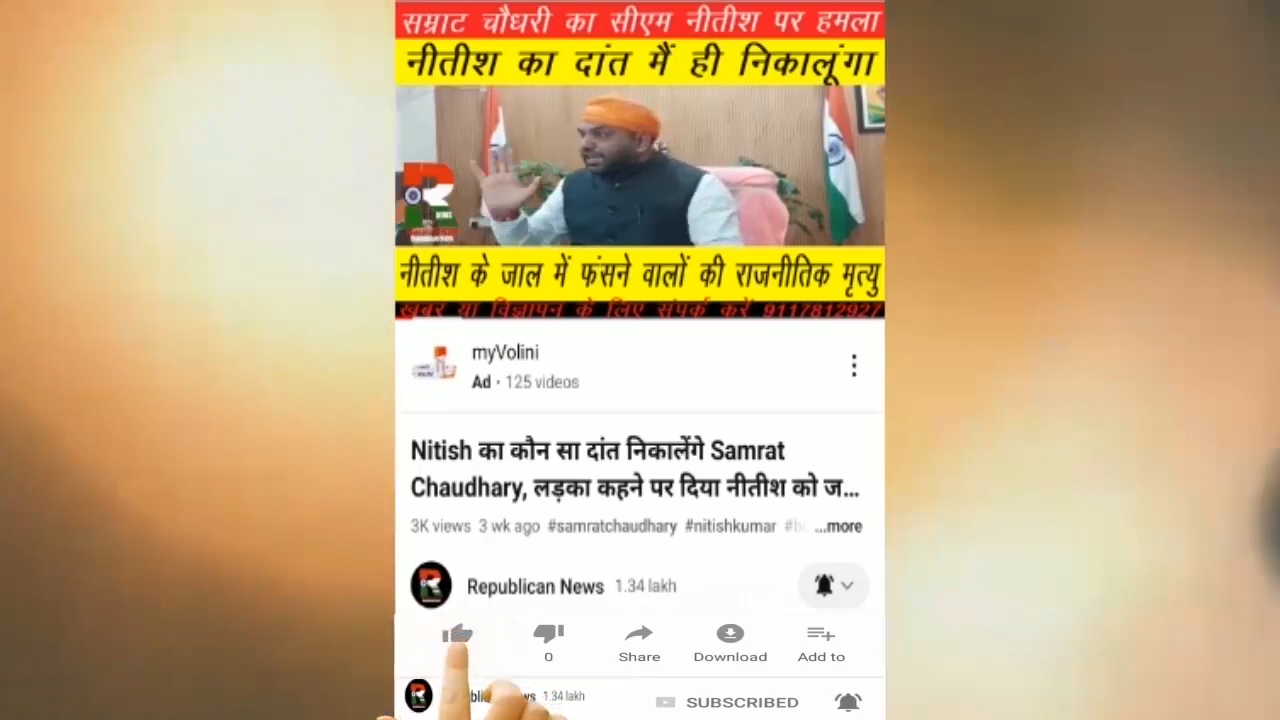 सम्राट चौधरी का सीएम नीतीश पर हमला
नीतीश का दांत मैं ही निकालूंगा
नीतीश के जाल में फंसने वालों की राजनीतिक मृत्यु
खबर या विज्ञापन के लिए संपर्क करें 9117812927
myVolini
Ad · 125 videos
Nitish का कौन सा दांत निकालेंगे Samrat
Chaudhary, लड़का कहने पर दिया नीतीश को ज...
3K views 3 wk ago #samratchaudhary #nitishkumar #b ...more
Republican News 1.34 lakh
0 Share Download Add to
1.34 lakh SUBSCRIBED